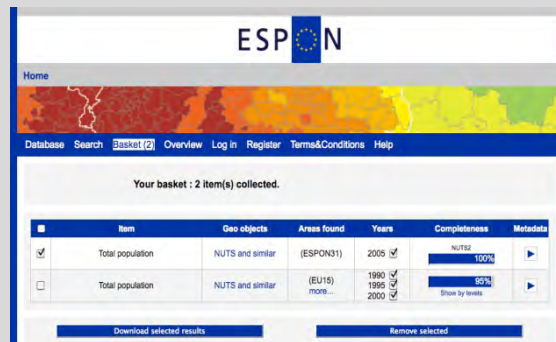 ESPON
Home
Database Search Basket (2) Overview Log in Register Terms&Conditions Help
Your basket : 2 item(s) collected.
Item Geo objects Areas found Years Completeness Metadata
Total population NUTS and similar (ESPON31) 2005 NUTS2 100%
Total population NUTS and similar (EU15) more... 1990 1995 2000 95% Show by levels
Download selected results Remove selected